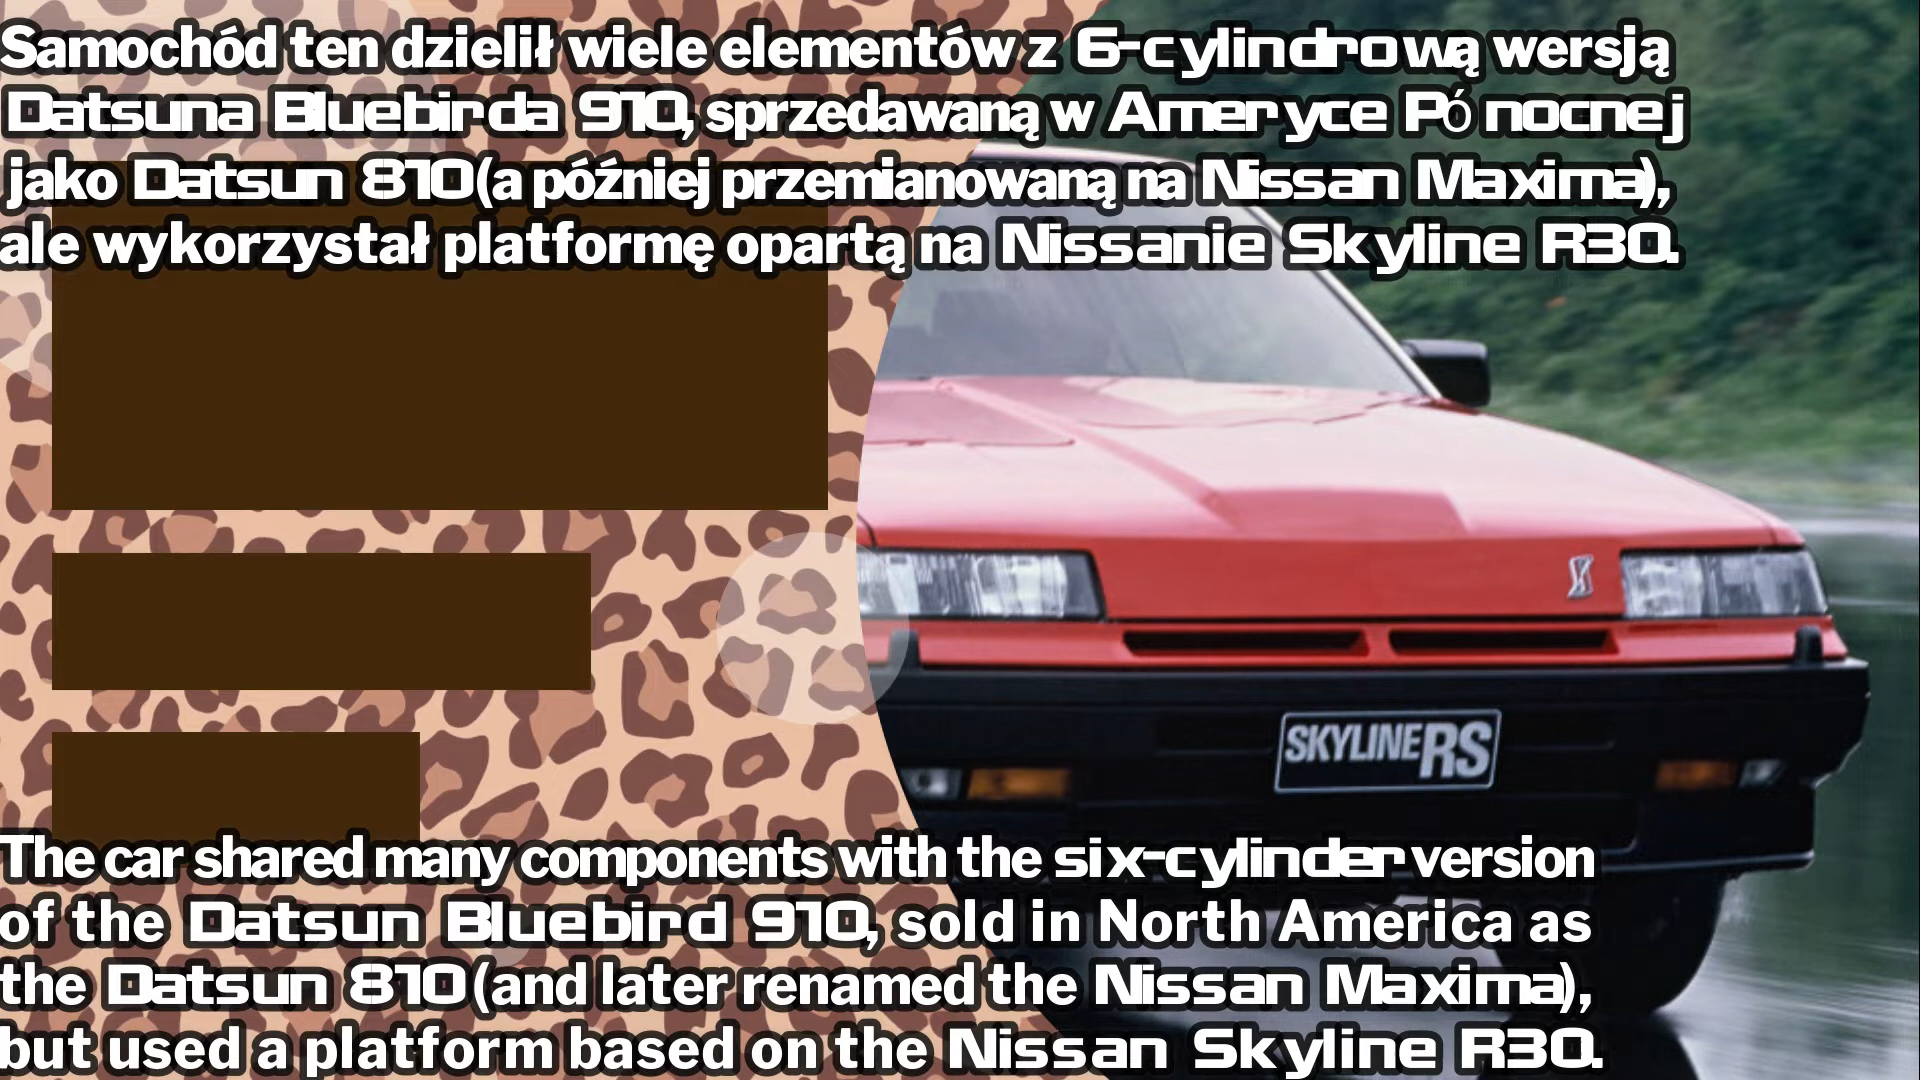 Samochód ten dzielił wiele elementów z 6-cylindrową wersją
Datsuna Bluebirda 910, sprzedawaną w Ameryce Pó nocnej
jako Datsun 810 (a później przemianowaną na Nissan Maxima),
ale wykorzystał platformę opartą na Nissanie Skyline R30.
SKYLINE RS
The car shared many components with the six-cylinder version
of the Datsun Bluebird 910, sold in North America as
the Datsun 810 (and later renamed the Nissan Maxima),
but used a platform based on the Nissan Skyline R30.